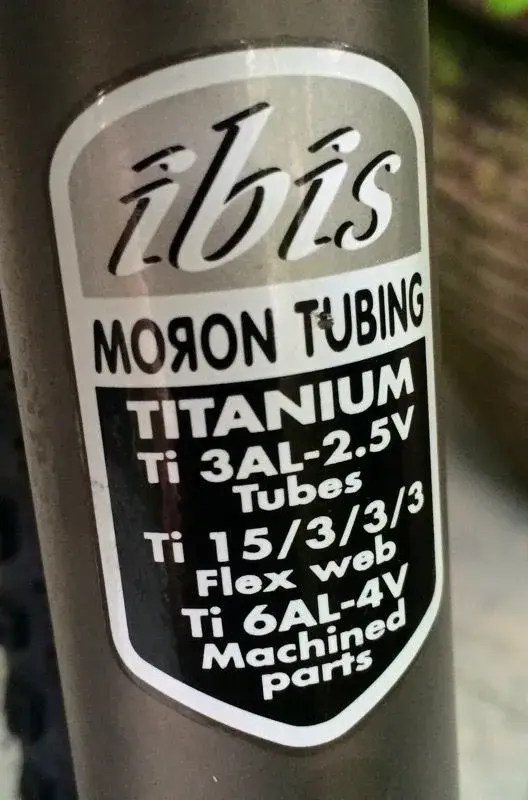 ibis
MOЯON TUBING
TITANIUM
Ti 3AL-2.5V
Tubes
Ti 15/3/3/3
Flex web
Ti 6AL-4V
Machined
parts